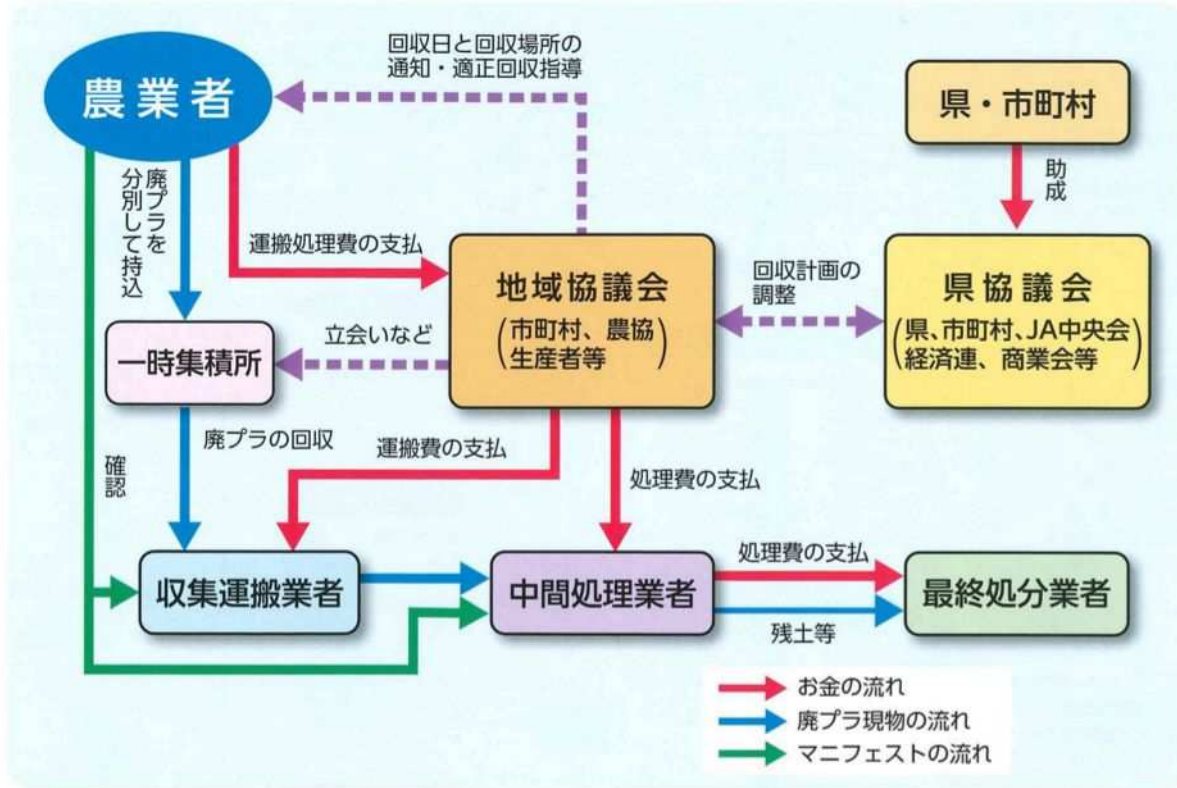 回収日と回収場所の
通知・適正回収指導
農業者
県・市町村
助成
廃プラを
分別して持込
運搬処理費の支払
地域協議会
(市町村、農協
生産者等)
回収計画の
調整
県協議会
(県、市町村、JA中央会
経済連、商業会等)
立会いなど
一時集積所
廃プラの回収
運搬費の支払
処理費の支払
確認
収集運搬業者
中間処理業者
処理費の支払
残土等
最終処分業者
お金の流れ
廃プラ現物の流れ
マニフェストの流れ